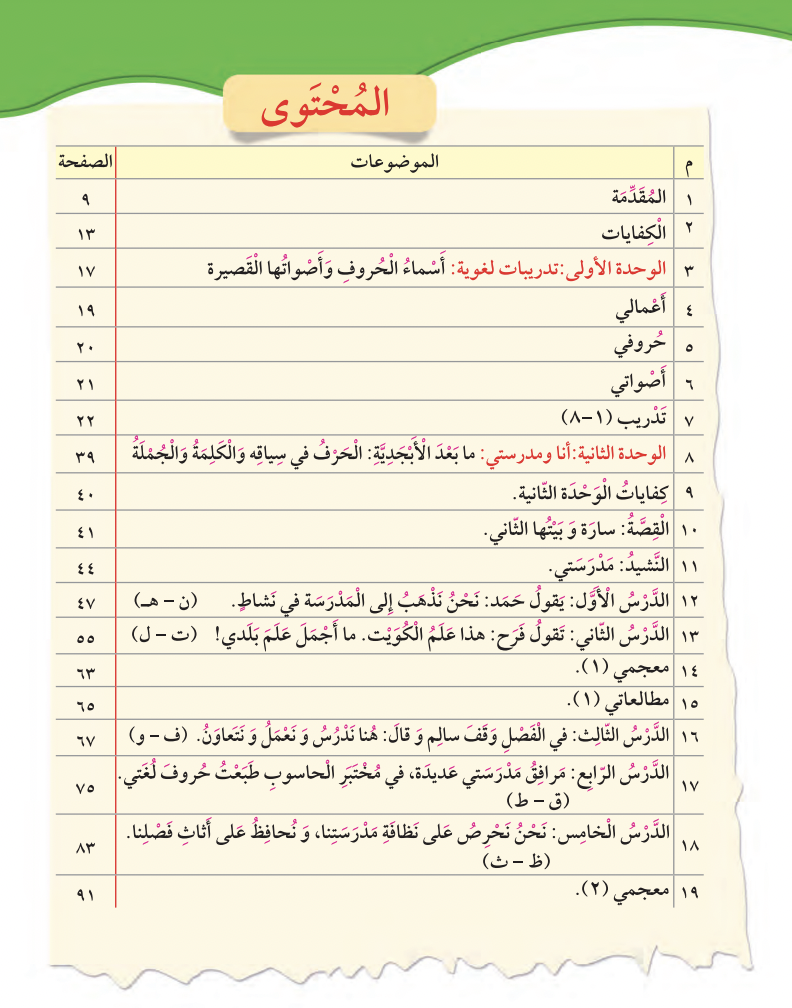 المُحْتَوى
م الموضوعات الصفحة
١ المُقَدِّمَة ٩
٢ الْكِفايات ١٣
٣ الوحدة الأولى:تدريبات لغوية: أَسْماءُ الْحُروفِ وَأَصْواتُها الْقَصيرة ١٧
٤ أَعْمالي ١٩
٥ حُروفي ٢٠
٦ أَصْواتي ٢١
٧ تَدْريب (١-٨) ٢٢
٨ الوحدة الثانية:أنا ومدرستي: ما بَعْدَ الْأَبْجَدِيَّةِ: الْحَرْفُ في سِياقِه وَالْكَلِمَةُ وَالْجُمْلَةُ ٣٩
٩ كِفاياتُ الْوَحْدَة الثّانية. ٤٠
١٠ الْقِصَّةُ: سارَة وَ بَيْتُها الثّاني. ٤١
١١ النَّشيدُ: مَدْرَسَتي. ٤٤
١٢ الدَّرْسُ الْأَوَّل: يَقولُ حَمَد: نَحْنُ نَذْهَبُ إِلى الْمَدْرَسَة في نَشاطٍ. (ن - هـ) ٤٧
١٣ الدَّرْسُ الثّاني: تَقولُ فَرَح: هذا عَلَمُ الْكُوَيْت. ما أَجْمَلَ عَلَمَ بَلَدي! (ت - ل) ٥٥
١٤ معجمي (١). ٦٣
١٥ مطالعاتي (١). ٦٥
١٦ الدَّرْسُ الثّالِث: في الْفَصْلِ وَقَفَ سالِم وَ قالَ: هُنا نَدْرُسُ وَ نَعْمَلُ وَ نَتَعاوَنُ. (ف - و) ٦٧
١٧ الدَّرْسُ الرّابِع: مَرافِقُ مَدْرَسَتي عَديدَة، في مُخْتَبَرِ الْحاسوبِ طَبَعْتُ حُروفَ لُغَتي. ٧٥
(ق - ط)
١٨ الدَّرْسُ الْخامِس: نَحْنُ نَحْرِصُ عَلى نَظافَةِ مَدْرَسَتِنا، وَ نُحافِظُ عَلى أَثاثِ فَصْلِنا. ٨٣
(ظ - ث)
١٩ معجمي (٢). ٩١